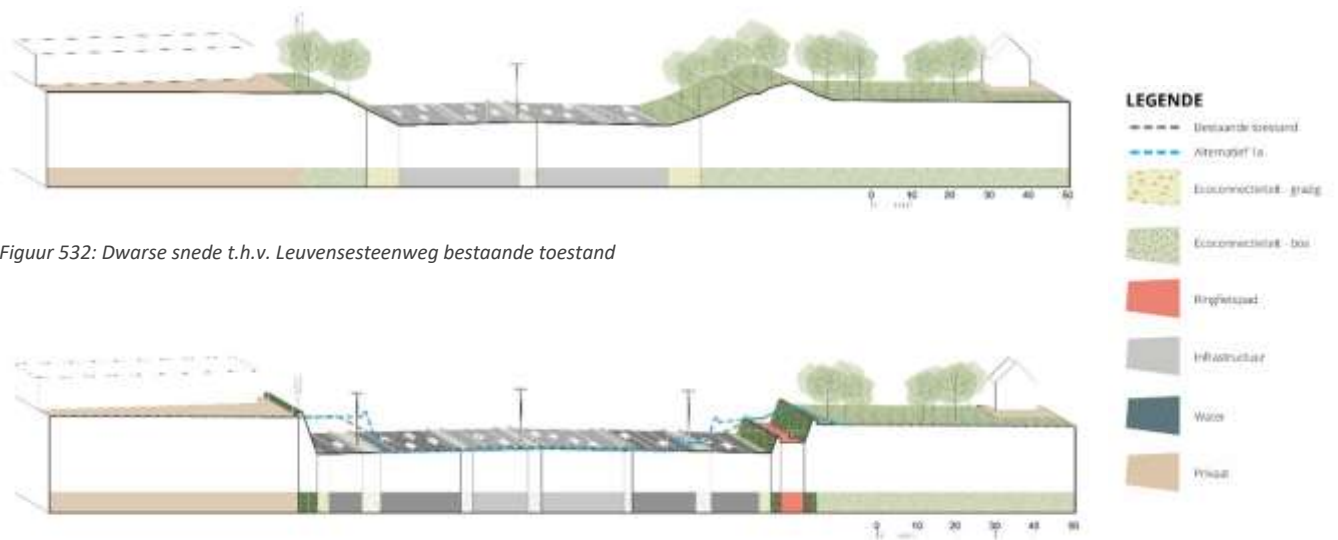 LEGENDE
Bestaande toestand
Alternatief 1a
Ecoconnectiviteit - grazig
Ecoconnectiviteit - bos
Ringfietspad
Infrastructuur
Water
Privaat
0 10 20 30 40 50
Figuur 532: Dwarse snede t.h.v. Leuvensesteenweg bestaande toestand
0 10 20 30 40 50